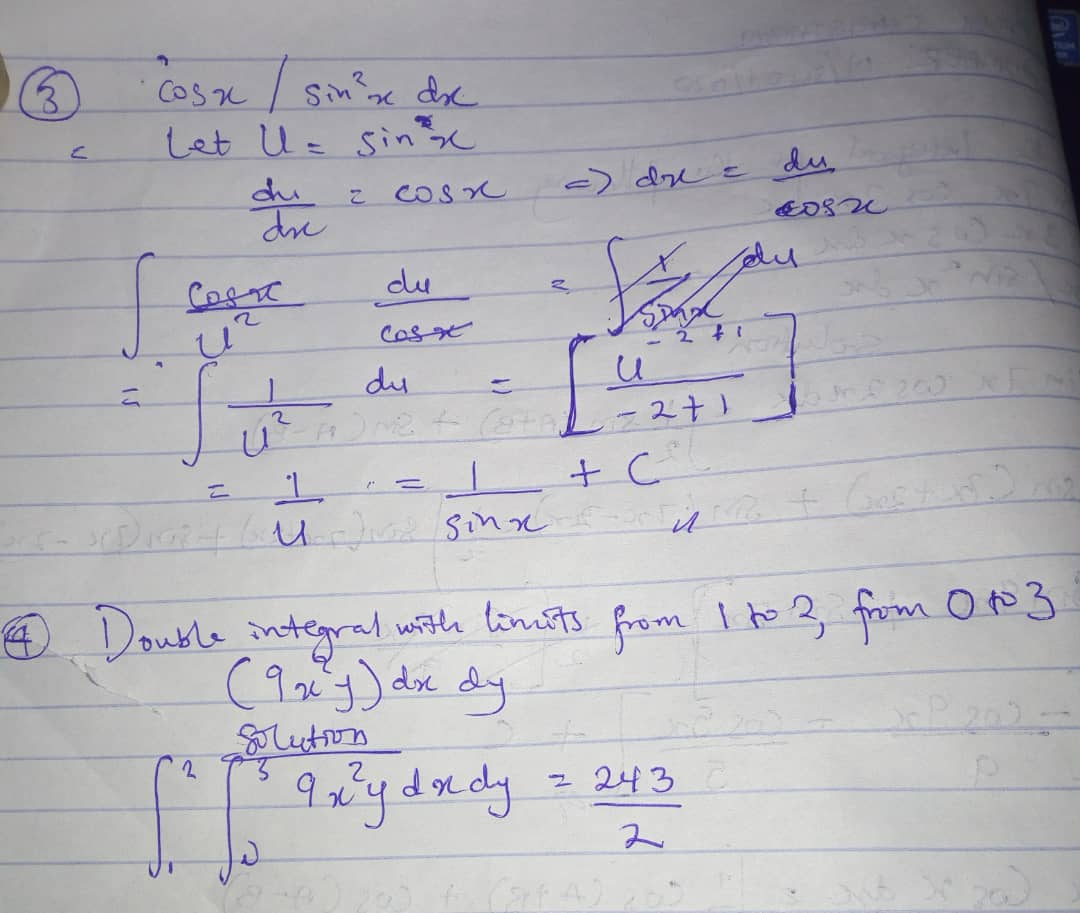 ③ cosx / sin²x dx
Let U = sinx
du/dx = cosx => dx = du/cosx
∫ cosx/u² du/cosx = ∫ 1/sinx du
= ∫ 1/u² du = [u^(-2+1)/(-2+1)]
= 1/u = 1/sinx + C
④ Double integral with limits from 1 to 2, from 0 to 3
(9x²y) dx dy
Solution
∫₁² ∫₀³ 9x²y dx dy = 243/2